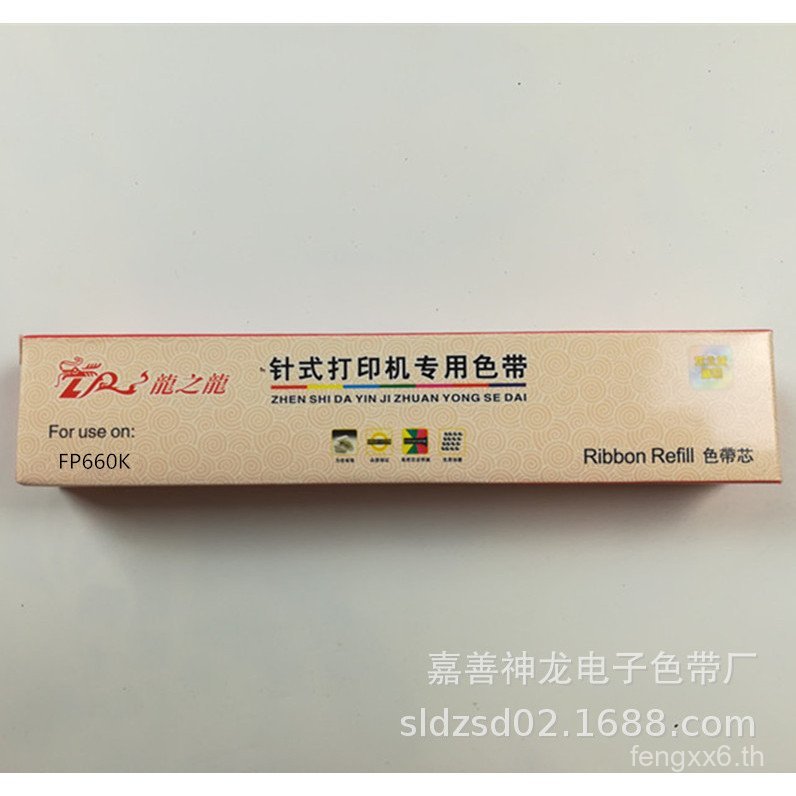 龍之龍
针式打印机专用色带
ZHEN SHI DA YIN JI ZHUAN YONG SE DAI
For use on:
FP660K
Ribbon Refill 色帶芯
嘉善神龙电子色带厂
sldzsd02.1688.com
fengxx6.th